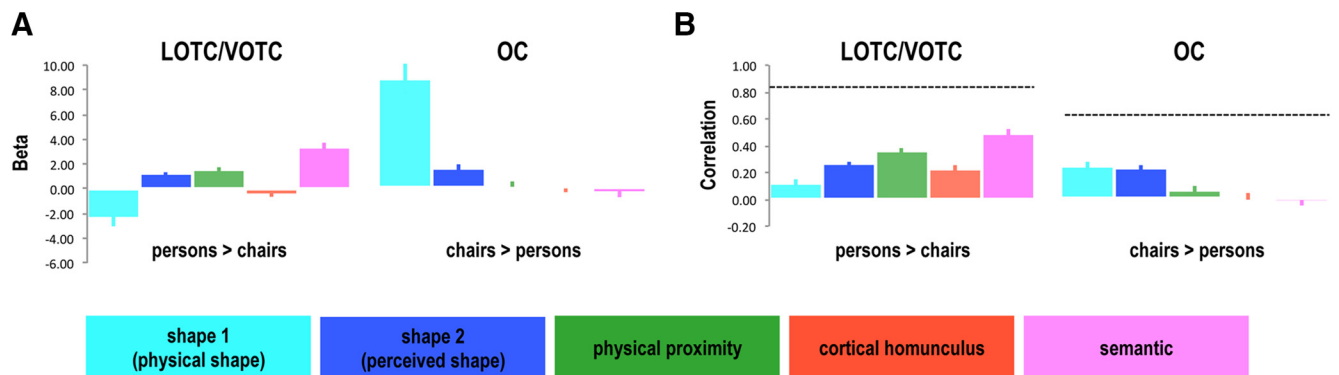 A
B
LOTC/VOTC
OC
LOTC/VOTC
OC
10.00
8.00
6.00
4.00
2.00
0.00
-2.00
-4.00
-6.00
Beta
persons > chairs
chairs > persons
1.00
0.80
0.60
0.40
0.20
0.00
-0.20
Correlation
persons > chairs
chairs > persons
shape 1
(physical shape)
shape 2
(perceived shape)
physical proximity
cortical homunculus
semantic